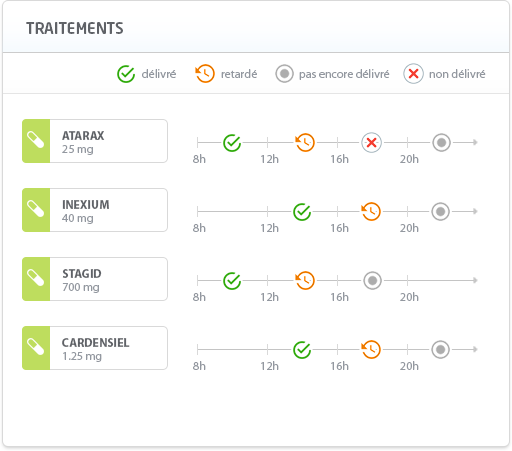 TRAITEMENTS
délivré retardé pas encore délivré non délivré
ATARAX
25 mg
8h 12h 16h 20h
INEXIUM
40 mg
8h 12h 16h 20h
STAGID
700 mg
8h 12h 16h 20h
CARDENSIEL
1.25 mg
8h 12h 16h 20h